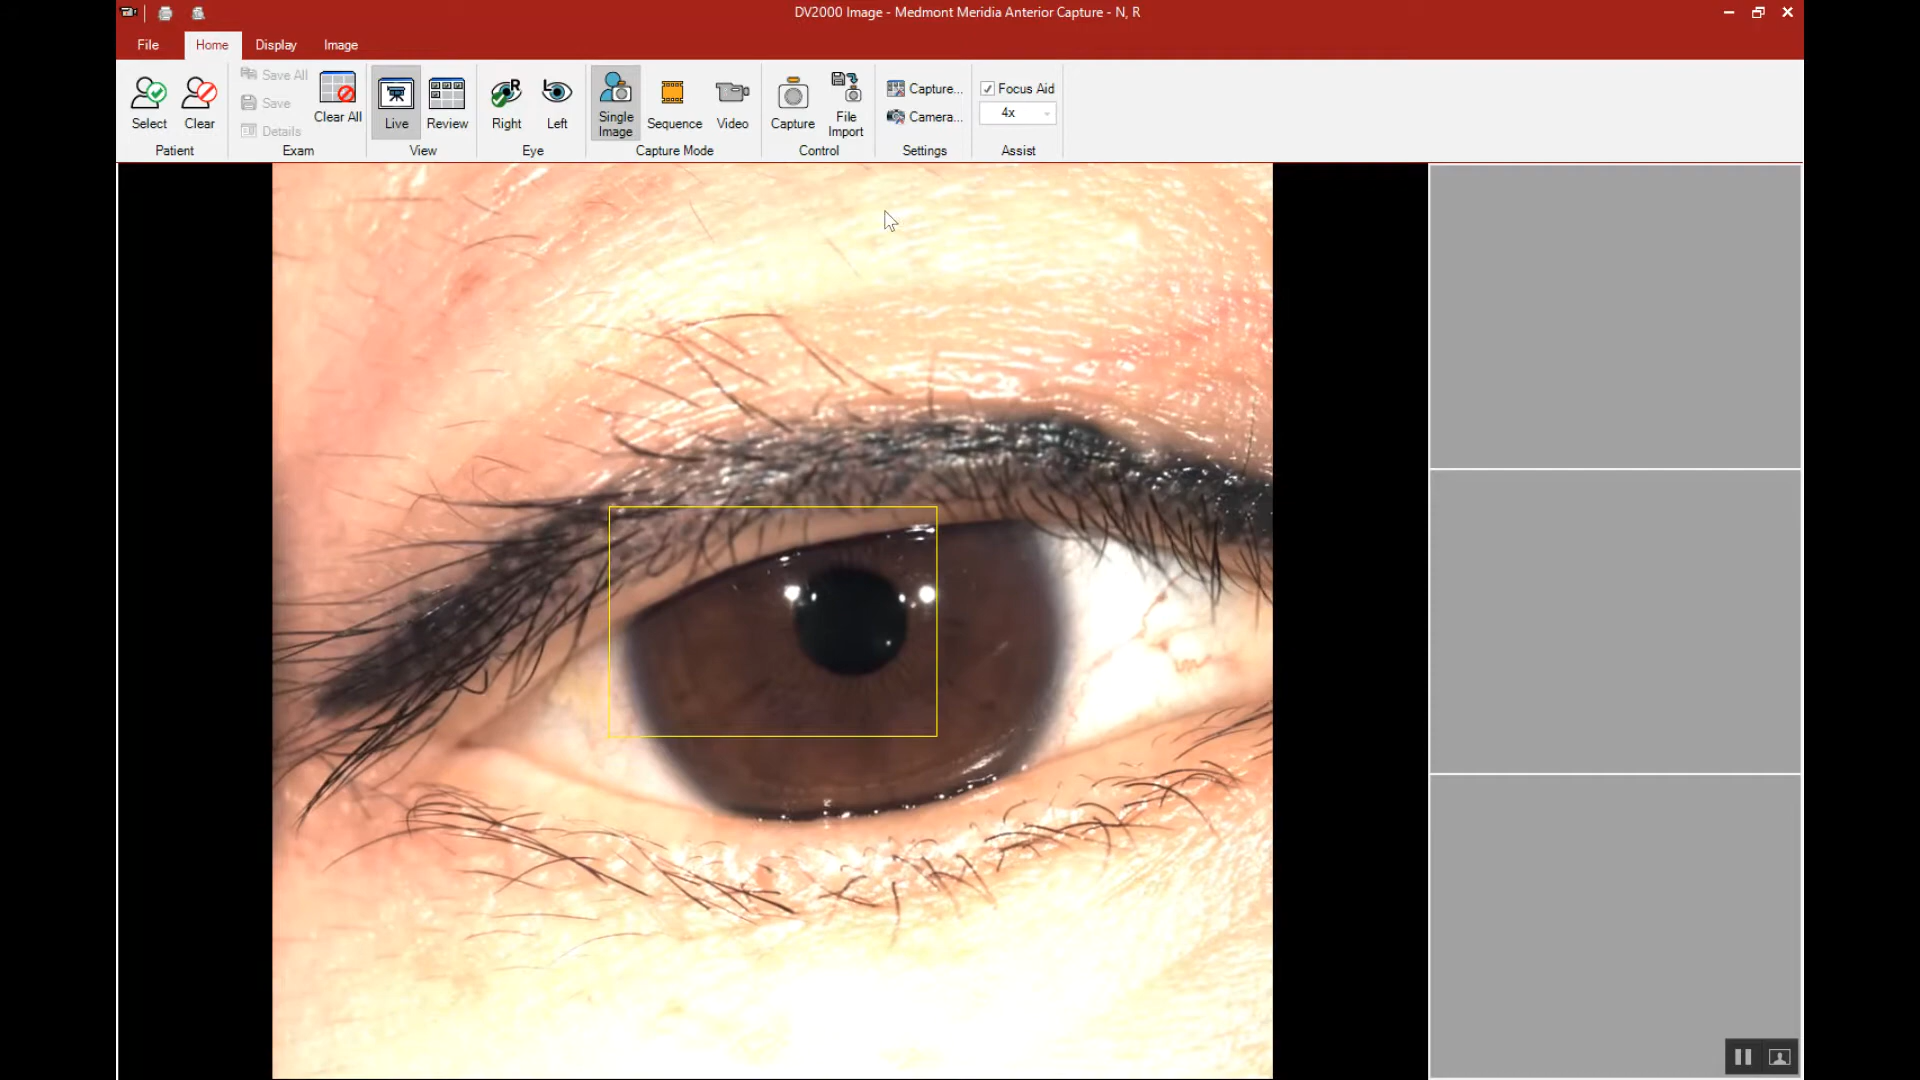 DV2000 Image - Medmont Meridia Anterior Capture - N, R
File Home Display Image
Select Clear
Patient
Save All
Save
Details
Clear All
Exam
Live Review
View
Right Left
Eye
Single Image Sequence Video
Capture Mode
Capture File Import
Control
Capture...
Camera...
Settings
Focus Aid
4x
Assist